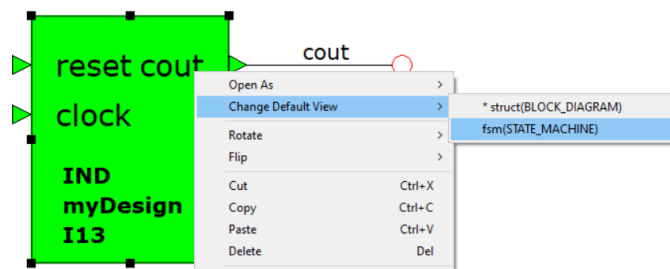 cout
reset cout
clock
IND
myDesign
I13
Open As >
Change Default View >
Rotate >
Flip >
Cut Ctrl+X
Copy Ctrl+C
Paste Ctrl+V
Delete Del
* struct(BLOCK_DIAGRAM)
fsm(STATE_MACHINE)